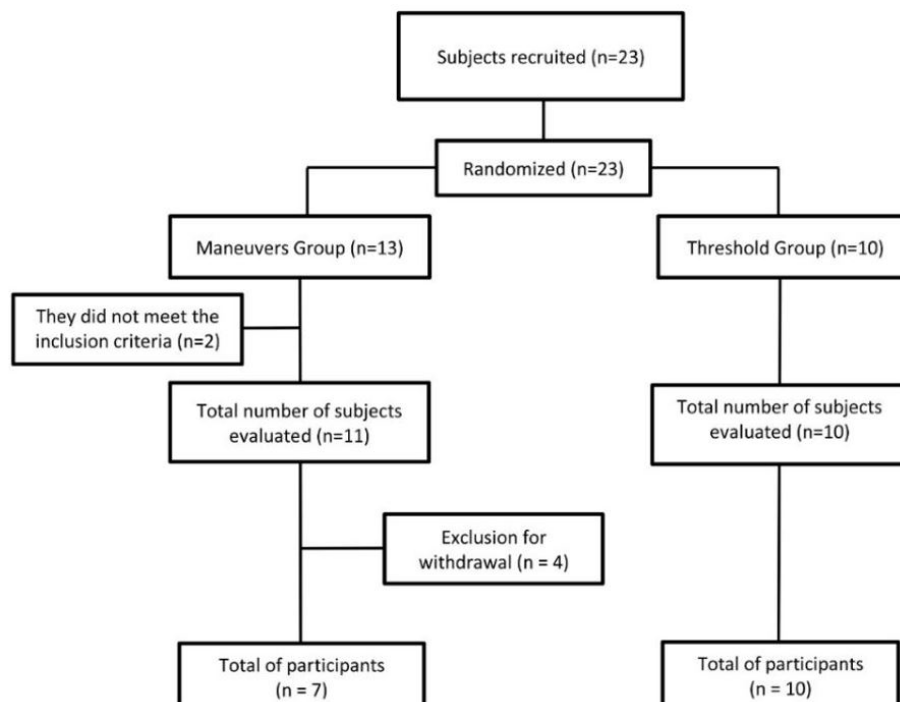 Subjects recruited (n=23)
Randomized (n=23)
Maneuvers Group (n=13)
Threshold Group (n=10)
They did not meet the
inclusion criteria (n=2)
Total number of subjects
evaluated (n=11)
Total number of subjects
evaluated (n=10)
Exclusion for
withdrawal (n = 4)
Total of participants
(n = 7)
Total of participants
(n = 10)